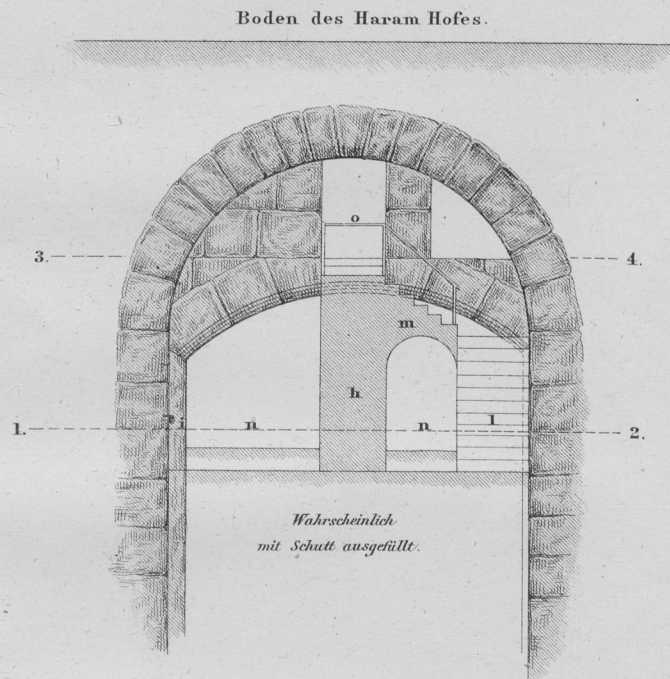 Boden des Haram Hofes.
o
3. 4.
m
h
i
n n l
1. 2.
Wahrscheinlich
mit Schutt ausgefüllt.